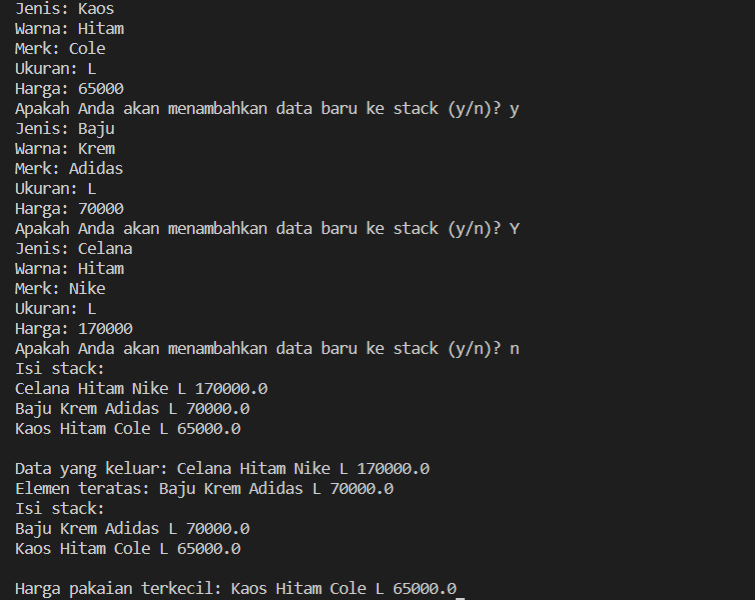 Jenis: Kaos
Warna: Hitam
Merk: Cole
Ukuran: L
Harga: 65000
Apakah Anda akan menambahkan data baru ke stack (y/n)? y
Jenis: Baju
Warna: Krem
Merk: Adidas
Ukuran: L
Harga: 70000
Apakah Anda akan menambahkan data baru ke stack (y/n)? Y
Jenis: Celana
Warna: Hitam
Merk: Nike
Ukuran: L
Harga: 170000
Apakah Anda akan menambahkan data baru ke stack (y/n)? n
Isi stack:
Celana Hitam Nike L 170000.0
Baju Krem Adidas L 70000.0
Kaos Hitam Cole L 65000.0
Data yang keluar: Celana Hitam Nike L 170000.0
Elemen teratas: Baju Krem Adidas L 70000.0
Isi stack:
Baju Krem Adidas L 70000.0
Kaos Hitam Cole L 65000.0
Harga pakaian terkecil: Kaos Hitam Cole L 65000.0